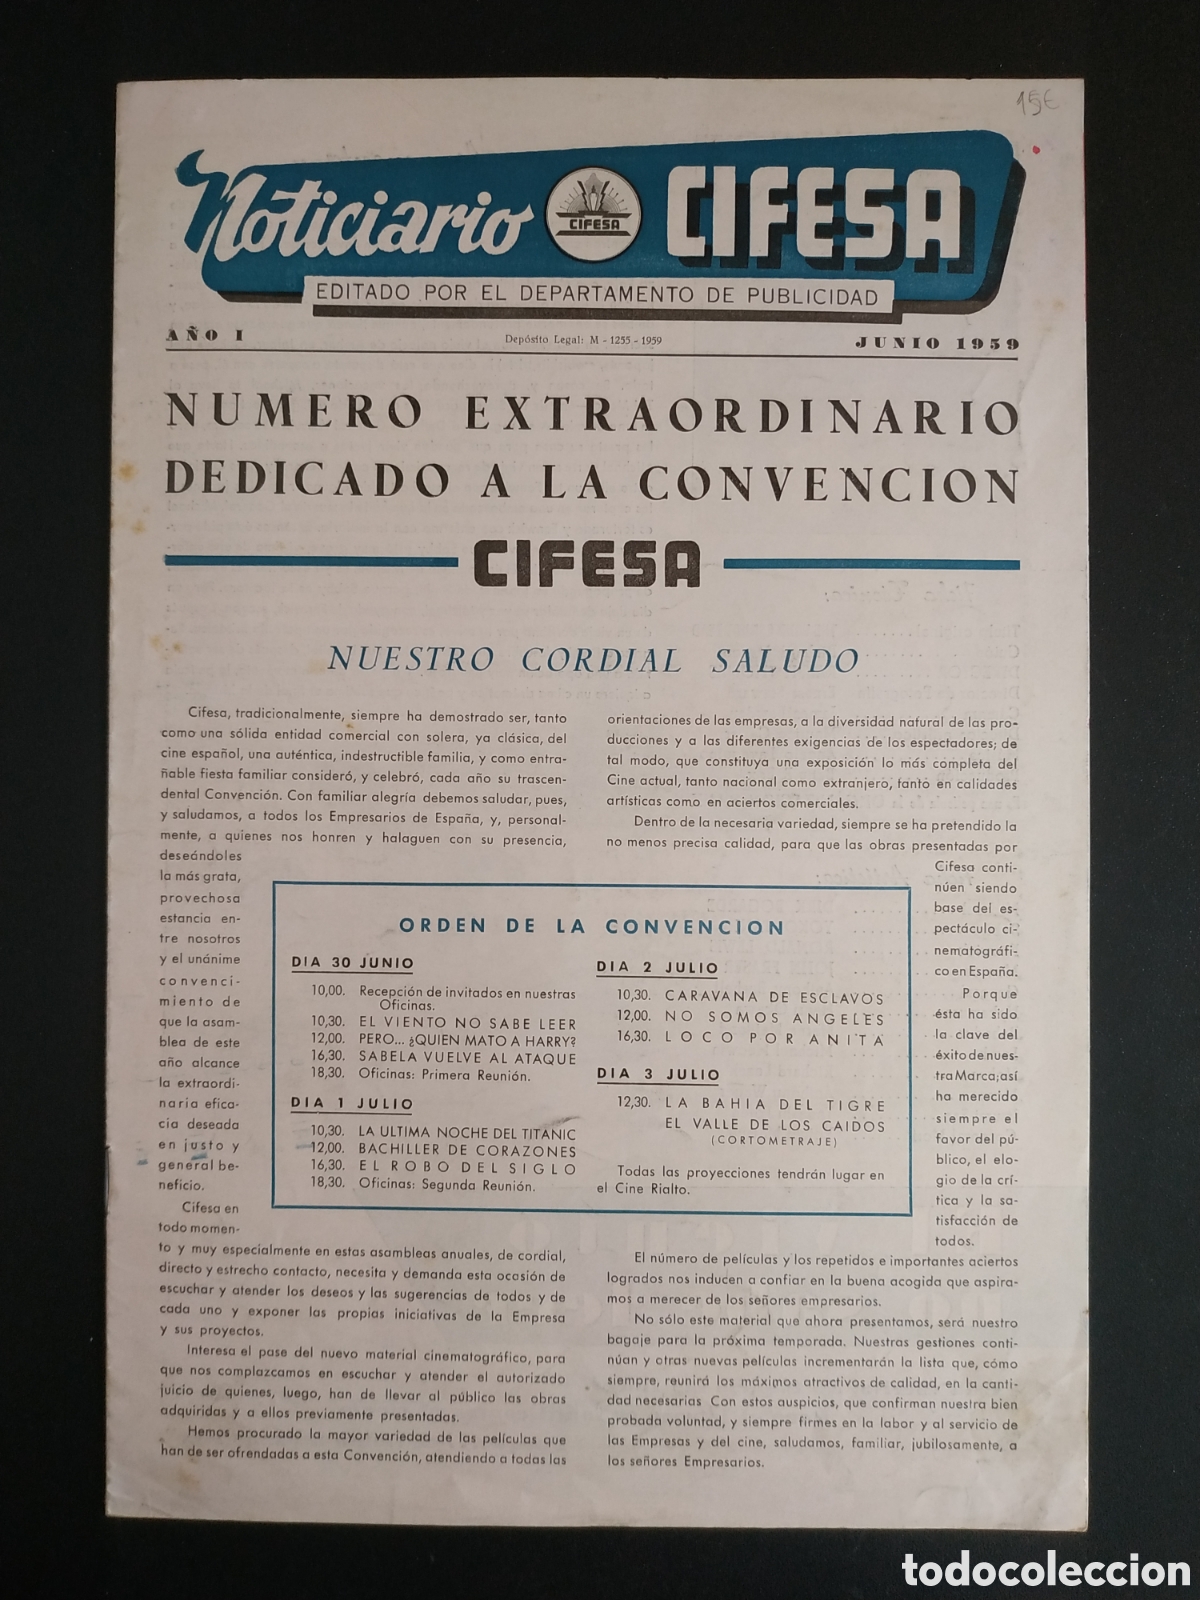 15€
Noticiario CIFESA CIFESA
EDITADO POR EL DEPARTAMENTO DE PUBLICIDAD
AÑO I Depósito Legal: M - 1255 - 1959 JUNIO 1959
NUMERO EXTRAORDINARIO
DEDICADO A LA CONVENCION
CIFESA
NUESTRO CORDIAL SALUDO
Cifesa, tradicionalmente, siempre ha demostrado ser, tanto
como una sólida entidad comercial con solera, ya clásica, del
cine español, una auténtica, indestructible familia, y como entra-
ñable fiesta familiar consideró, y celebró, cada año su trascen-
dental Convención. Con familiar alegría debemos saludar, pues,
y saludamos, a todos los Empresarios de España, y, personal-
mente, a quienes nos honren y halaguen con su presencia,
deseándoles
la más grata,
provechosa
estancia en-
tre nosotros
y el unánime
convenci-
miento de
que la asam-
blea de este
año alcance
la extraordi-
naria efica-
cía deseada
en justo y
general be-
neficio.
Cifesa en
todo momen-
to y muy especialmente en estas asambleas anuales, de cordial,
directo y estrecho contacto, necesita y demanda esta ocasión de
escuchar y atender los deseos y las sugerencias de todos y de
cada uno y exponer las propias iniciativas de la Empresa
y sus proyectos.
Interesa el pase del nuevo material cinematográfico, para
que nos complazcamos en escuchar y atender el autorizado
juicio de quienes, luego, han de llevar al público las obras
adquiridas y a ellos previamente presentadas.
Hemos procurado la mayor variedad de las películas que
han de ser ofrendadas a esta Convención, atendiendo a todas las
orientaciones de las empresas, a la diversidad natural de las pro-
ducciones y a las diferentes exigencias de los espectadores; de
tal modo, que constituya una exposición lo más completa del
Cine actual, tanto nacional como extranjero, tanto en calidades
artísticas como en aciertos comerciales.
Dentro de la necesaria variedad, siempre se ha pretendido la
no menos precisa calidad, para que las obras presentadas por
Cifesa conti-
núen siendo
base del es-
pectáculo ci-
nematográfi-
co en España.
Porque
ésta ha sido
la clave del
éxito de nues-
tra Marca; así
ha merecido
siempre el
favor del pú-
blico, el elo-
gio de la crí-
tica y la sa-
tisfacción de
todos.
El número de películas y los repetidos e importantes aciertos
logrados nos inducen a confiar en la buena acogida que aspira-
mos a merecer de los señores empresarios.
No sólo este material que ahora presentamos, será nuestro
bagaje para la próxima temporada. Nuestras gestiones conti-
núan y otras nuevas películas incrementarán la lista que, cómo
siempre, reunirá los máximos atractivos de calidad, en la canti-
dad necesarias Con estos auspicios, que confirman nuestra bien
probada voluntad, y siempre firmes en la labor y al servicio de
las Empresas y del cine, saludamos, familiar, jubilosamente, a
los señores Empresarios.
ORDEN DE LA CONVENCION
DIA 30 JUNIO
10,00. Recepción de invitados en nuestras
Oficinas.
10,30. EL VIENTO NO SABE LEER
12,00. PERO... ¿QUIEN MATO A HARRY?
16,30. SABELA VUELVE AL ATAQUE
18,30. Oficinas: Primera Reunión.
DIA 1 JULIO
10,30. LA ULTIMA NOCHE DEL TITANIC
12,00. BACHILLER DE CORAZONES
16,30. EL ROBO DEL SIGLO
18,30. Oficinas: Segunda Reunión.
DIA 2 JULIO
10,30. CARAVANA DE ESCLAVOS
12,00. NO SOMOS ANGELES
16,30. LOCO POR ANITA
DIA 3 JULIO
12,30. LA BAHIA DEL TIGRE
EL VALLE DE LOS CAIDOS
(CORTOMETRAJE)
Todas las proyecciones tendrán lugar en
el Cine Rialto.
todocoleccion